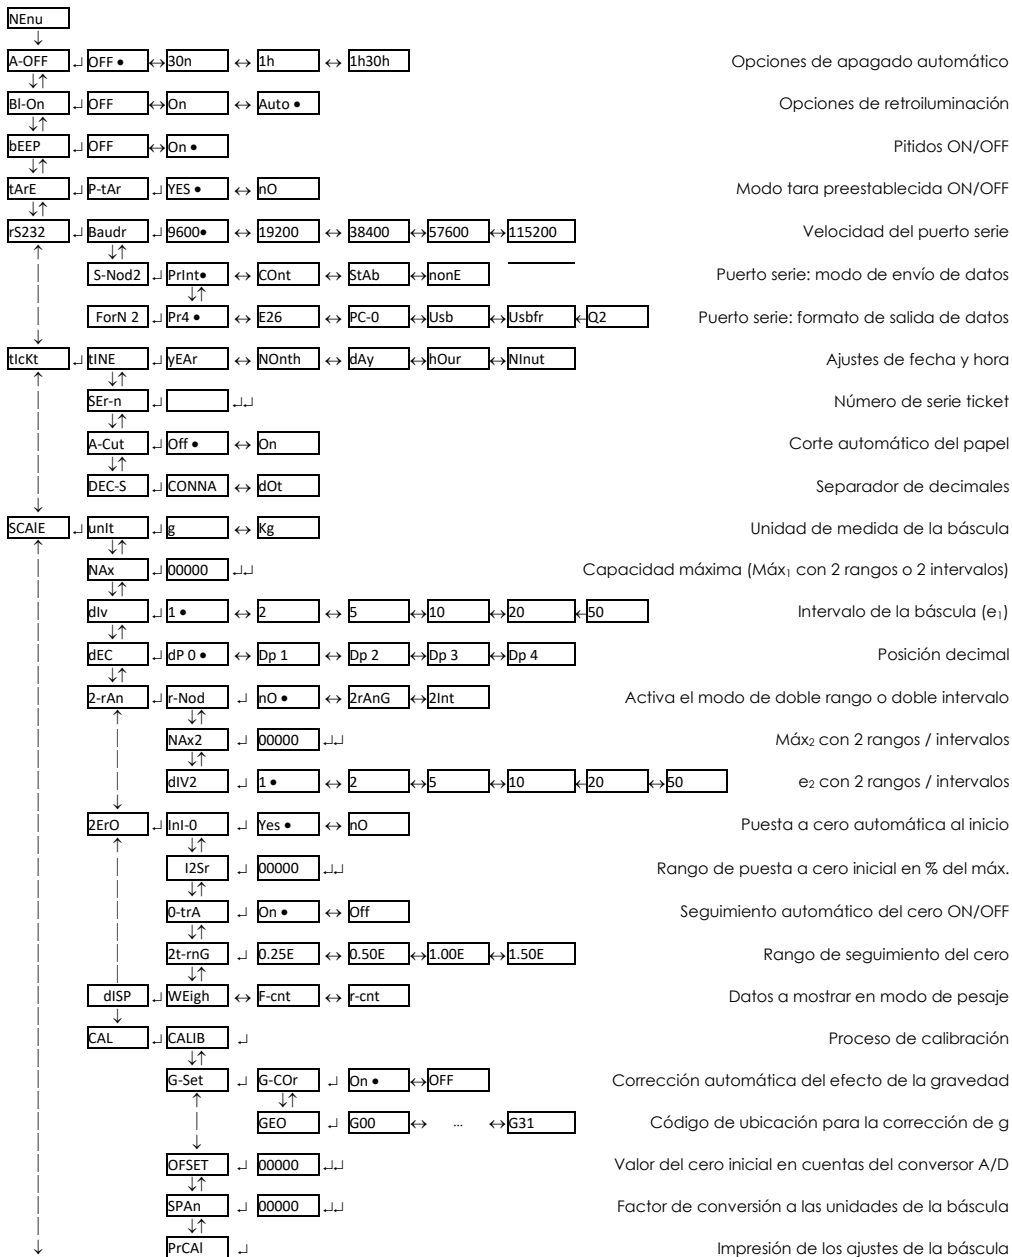 NEnu
↓
A-OFF ↵ OFF • ↔ 30n ↔ 1h ↔ 1h30h Opciones de apagado automático
↓↑
Bl-On ↵ OFF ↔ On ↔ Auto • Opciones de retroiluminación
↓↑
bEEP ↵ OFF ↔ On • Pitidos ON/OFF
↓↑
tArE ↵ P-tAr ↵ YES • ↔ nO Modo tara preestablecida ON/OFF
↓↑
rS232 ↵ Baudr ↵ 9600• ↔ 19200 ↔ 38400 ↔ 57600 ↔ 115200 Velocidad del puerto serie
↑ ↓↑
S-Nod2 ↵ PrInt• ↔ COnt ↔ StAb ↔ nonE Puerto serie: modo de envío de datos
↓↑
ForN 2 ↵ Pr4 • ↔ E26 ↔ PC-0 ↔ Usb ↔ Usbfr ↔ Q2 Puerto serie: formato de salida de datos
↓
tIcKt ↵ tINE ↵ yEAr ↔ NOnth ↔ dAy ↔ hOur ↔ NInut Ajustes de fecha y hora
↑ ↓↑
SEr-n ↵ ↵↵ Número de serie ticket
↓↑
A-Cut ↵ Off • ↔ On Corte automático del papel
↓↑
DEC-S ↵ CONNA ↔ dOt Separador de decimales
↓
SCAlE ↵ unIt ↵ g ↔ Kg Unidad de medida de la báscula
↑ ↓↑
NAx ↵ 00000 ↵↵ Capacidad máxima (Máx₁ con 2 rangos o 2 intervalos)
↓↑
dIv ↵ 1 • ↔ 2 ↔ 5 ↔ 10 ↔ 20 ↔ 50 Intervalo de la báscula (e₁)
↓↑
dEC ↵ dP 0 • ↔ Dp 1 ↔ Dp 2 ↔ Dp 3 ↔ Dp 4 Posición decimal
↓↑
2-rAn ↵ r-Nod ↵ nO • ↔ 2rAnG ↔ 2Int Activa el modo de doble rango o doble intervalo
↑ ↓↑
NAx2 ↵ 00000 ↵↵ Máx₂ con 2 rangos / intervalos
↓↑
dIV2 ↵ 1 • ↔ 2 ↔ 5 ↔ 10 ↔ 20 ↔ 50 e₂ con 2 rangos / intervalos
↓
2ErO ↵ InI-0 ↵ Yes • ↔ nO Puesta a cero automática al inicio
↑ ↓↑
I2Sr ↵ 00000 ↵↵ Rango de puesta a cero inicial en % del máx.
↓↑
0-trA ↵ On • ↔ Off Seguimiento automático del cero ON/OFF
↓↑
2t-rnG ↵ 0.25E ↔ 0.50E ↔ 1.00E ↔ 1.50E Rango de seguimiento del cero
↓↑
dISP ↵ WEigh ↔ F-cnt ↔ r-cnt Datos a mostrar en modo de pesaje
↓
CAL ↵ CALIB ↵ Proceso de calibración
↓↑
G-Set ↵ G-COr ↵ On • ↔ OFF Corrección automática del efecto de la gravedad
↑ ↓↑
GEO ↵ G00 ↔ ... ↔ G31 Código de ubicación para la corrección de g
↓
OFSET ↵ 00000 ↵↵ Valor del cero inicial en cuentas del conversor A/D
↓↑
SPAn ↵ 00000 ↵↵ Factor de conversión a las unidades de la báscula
↓↑
↓ PrCAl ↵ Impresión de los ajustes de la báscula